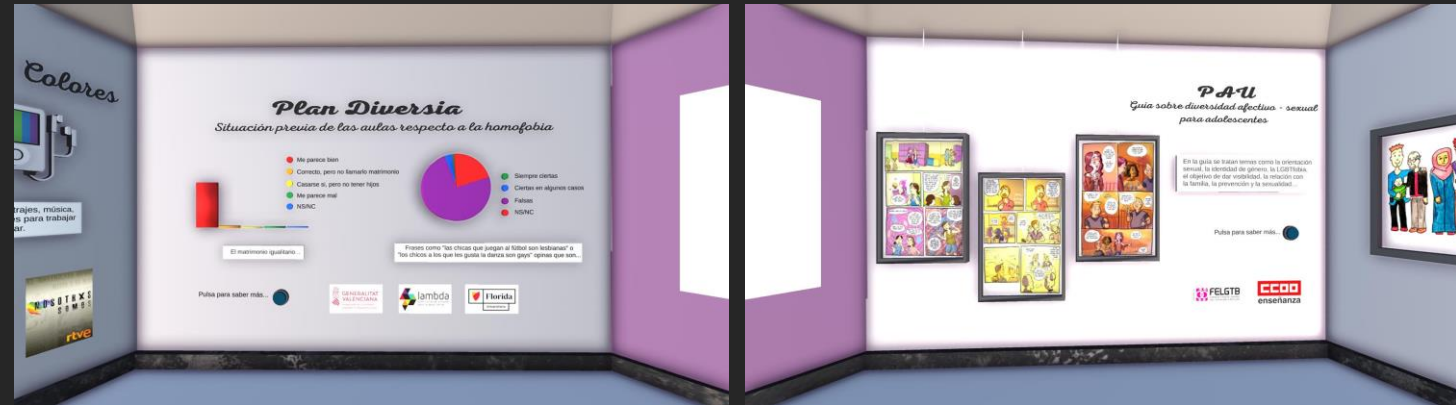 Colores
trajes, música,
s para trabajar
ar.
NOSOTRXS
SOMOS
rtve
Plan Diversia
Situación previa de las aulas respecto a la homofobia
Me parece bien
Correcto, pero no llamarlo matrimonio
Casarse sí, pero no tener hijos
Me parece mal
NS/NC
Siempre ciertas
Ciertas en algunos casos
Falsas
NS/NC
El matrimonio igualitario...
Frases como "las chicas que juegan al fútbol son lesbianas" o
"los chicos a los que les gusta la danza son gays" opinas que son...
Pulsa para saber más...
GENERALITAT
VALENCIANA
lambda
Florida
PAU
Guía sobre diversidad afectivo - sexual
para adolescentes
En la guía se tratan temas como la orientación
sexual, la identidad de género, la LGBTfobia,
el objetivo de dar visibilidad, la relación con
la familia, la prevención y la sexualidad...
Pulsa para saber más...
FELGTB
CCOO
enseñanza